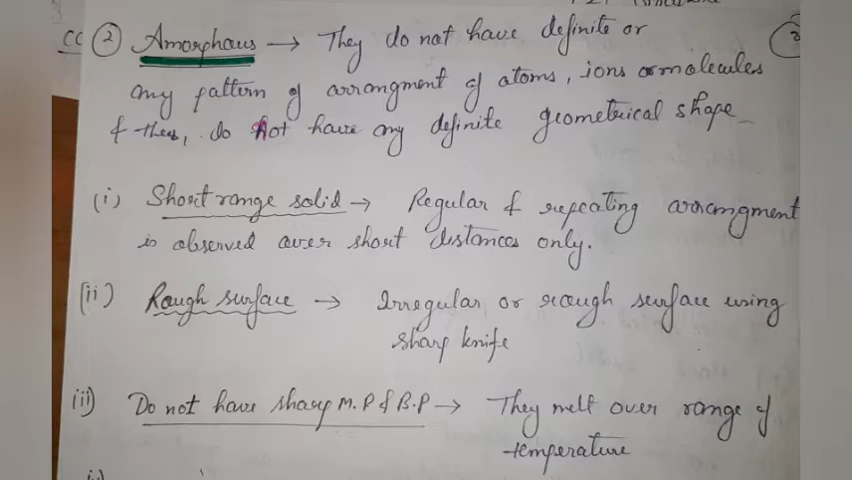 ② Amorphous → They do not have definite or
any pattern of arrangment of atoms, ions or molecules
& they, do not have any definite geometrical shape
(i) Short range solid → Regular & repeating arrangment
is observed over short distances only.
(ii) Rough surface → Irregular or rough surface using
sharp knife
(iii) Do not have sharp M.P & B.P → They melt over range of
temperature